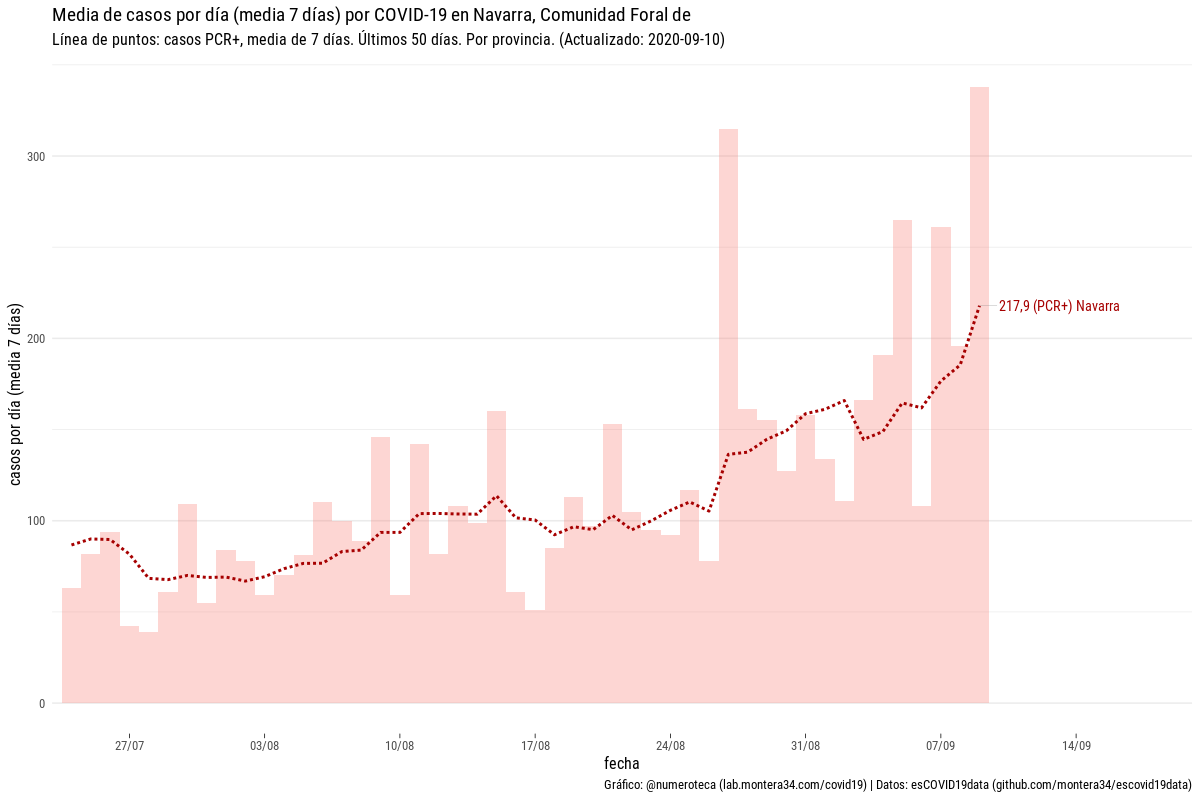 Media de casos por día (media 7 días) por COVID-19 en Navarra, Comunidad Foral de
Línea de puntos: casos PCR+, media de 7 días. Últimos 50 días. Por provincia. (Actualizado: 2020-09-10)
casos por día (media 7 días)
300
200
100
0
217,9 (PCR+) Navarra
27/07
03/08
10/08
17/08
24/08
31/08
07/09
14/09
fecha
Gráfico: @numeroteca (lab.montera34.com/covid19) | Datos: esCOVID19data (github.com/montera34/escovid19data)